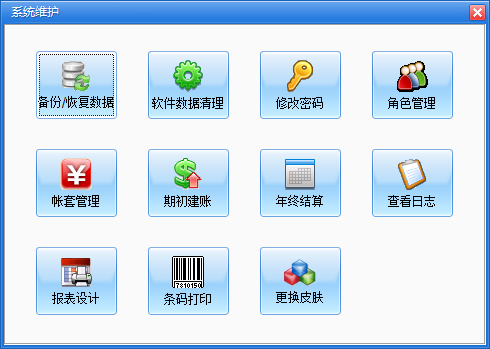 系统维护
备份/恢复数据
软件数据清理
修改密码
角色管理
帐套管理
期初建账
年终结算
查看日志
报表设计
7810150
条码打印
更换皮肤